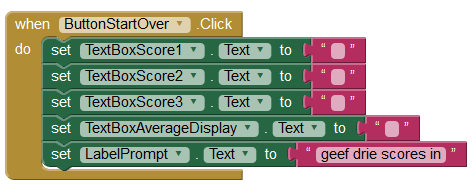 when ButtonStartOver .Click
do set TextBoxScore1 . Text to " "
set TextBoxScore2 . Text to " "
set TextBoxScore3 . Text to " "
set TextBoxAverageDisplay . Text to " "
set LabelPrompt . Text to " geef drie scores in "